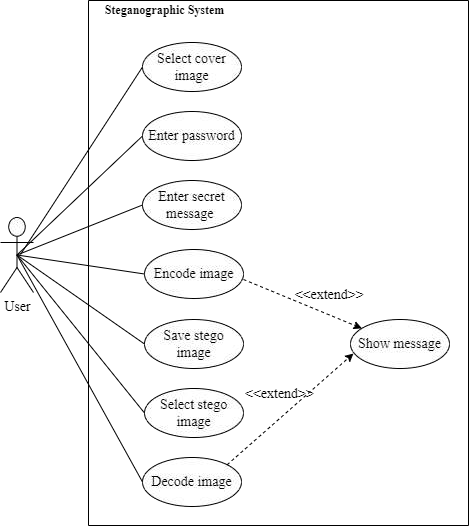 Steganographic System
Select cover
image
Enter password
Enter secret
message
Encode image
<<extend>>
User
Save stego
image
Show message
<<extend>>
Select stego
image
Decode image